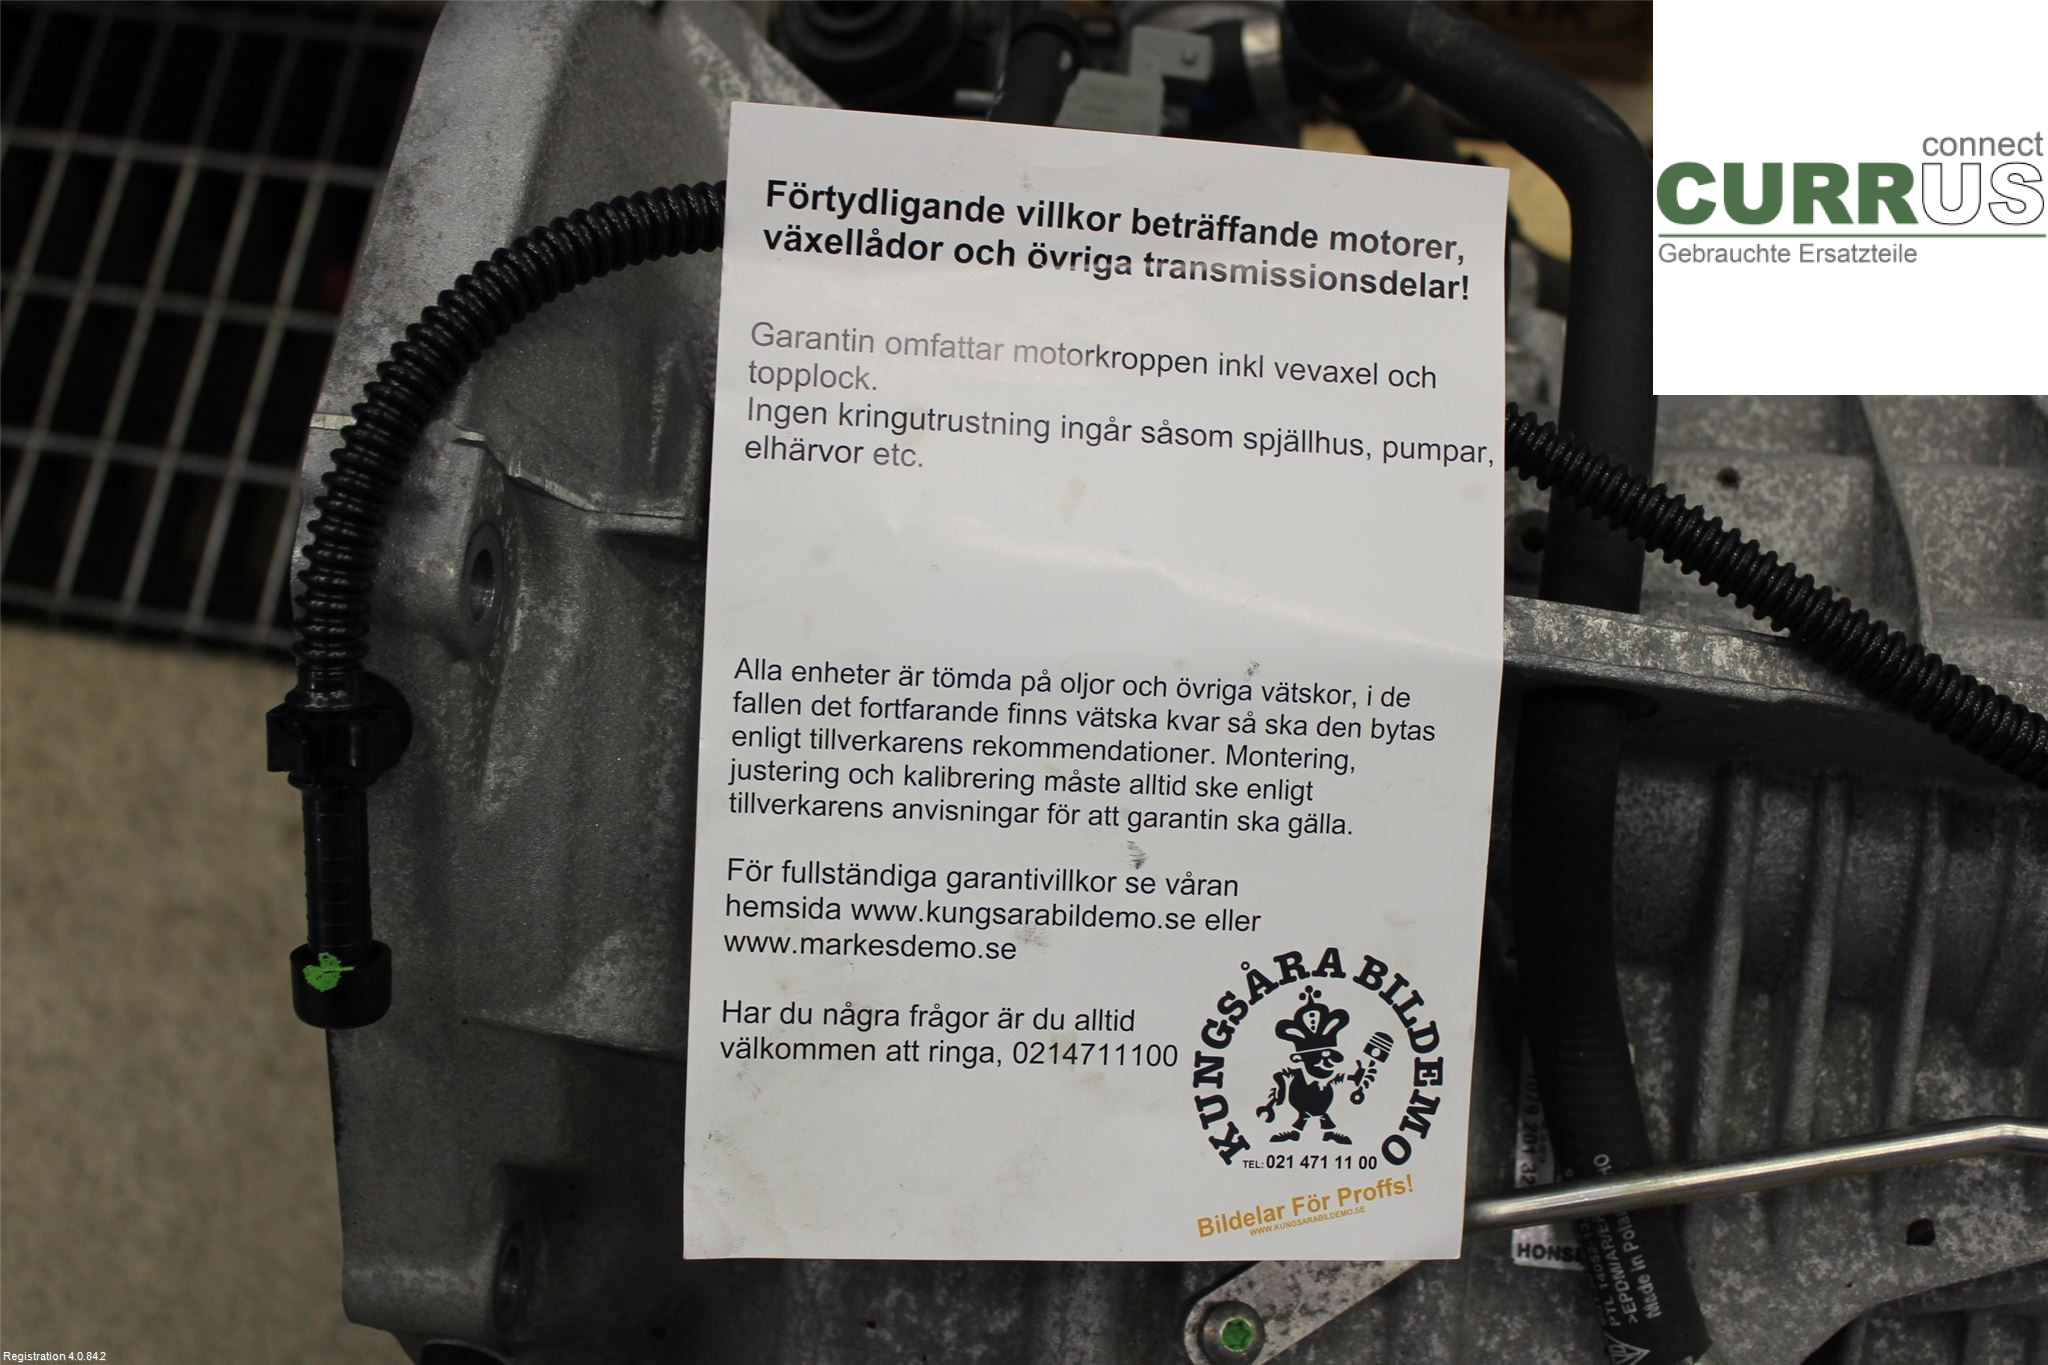 connect
CURRUS
Gebrauchte Ersatzteile
Förtydligande villkor beträffande motorer,
växellådor och övriga transmissionsdelar!
Garantin omfattar motorkroppen inkl vevaxel och
topplock.
Ingen kringutrustning ingår såsom spjällhus, pumpar,
elhärvor etc.
Alla enheter är tömda på oljor och övriga vätskor, i de
fallen det fortfarande finns vätska kvar så ska den bytas
enligt tillverkarens rekommendationer. Montering,
justering och kalibrering måste alltid ske enligt
tillverkarens anvisningar för att garantin ska gälla.
För fullständiga garantivillkor se våran
hemsida www.kungsarabildemo.se eller
www.markesdemo.se
Har du några frågor är du alltid
välkommen att ringa, 0214711100
KUNGSÅRA BILDEMO
TEL: 021 471 11 00
Bildelar För Proffs!
WWW.KUNGSARABILDEMO.SE
Made in
Registration 4.0.84.2